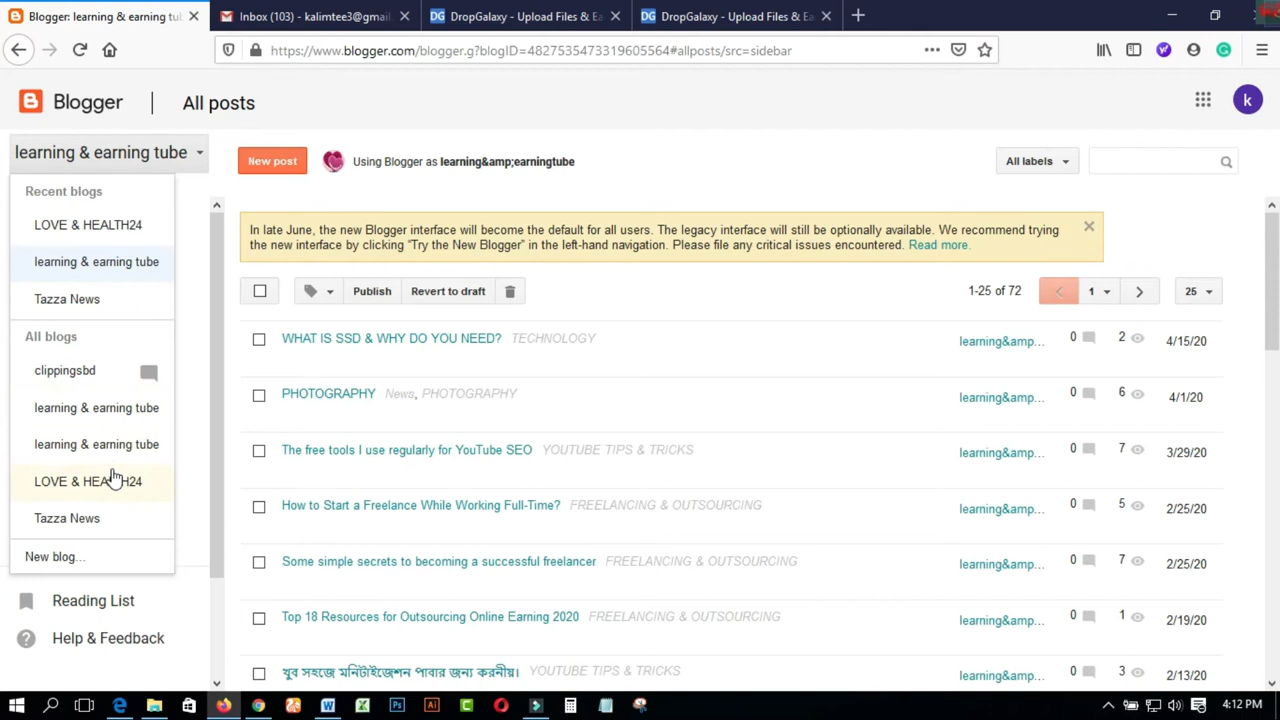 Blogger: learning & earning tub
Inbox (103) - kalimtee3@gmail.
DropGalaxy - Upload Files & Ea
DropGalaxy - Upload Files & Ea
https://www.blogger.com/blogger.g?blogID=4827535473319605564#allposts/src=sidebar
Blogger
All posts
k
learning & earning tube
New post
Using Blogger as learning&amp;earningtube
All labels
Recent blogs
LOVE & HEALTH24
learning & earning tube
Tazza News
All blogs
clippingsbd
learning & earning tube
learning & earning tube
LOVE & HEALTH24
Tazza News
New blog...
Reading List
Help & Feedback
In late June, the new Blogger interface will become the default for all users. The legacy interface will still be optionally available. We recommend trying
the new interface by clicking "Try the New Blogger" in the left-hand navigation. Please file any critical issues encountered. Read more.
Publish
Revert to draft
1-25 of 72
1
25
WHAT IS SSD & WHY DO YOU NEED? TECHNOLOGY learning&amp... 0 2 4/15/20
PHOTOGRAPHY News, PHOTOGRAPHY learning&amp... 0 6 4/1/20
The free tools I use regularly for YouTube SEO YOUTUBE TIPS & TRICKS learning&amp... 0 7 3/29/20
How to Start a Freelance While Working Full-Time? FREELANCING & OUTSOURCING learning&amp... 0 5 2/25/20
Some simple secrets to becoming a successful freelancer FREELANCING & OUTSOURCING learning&amp... 0 7 2/25/20
Top 18 Resources for Outsourcing Online Earning 2020 FREELANCING & OUTSOURCING learning&amp... 0 1 2/19/20
খুব সহজে মনিটাইজেশন পাবার জন্য করনীয়। YOUTUBE TIPS & TRICKS learning&amp... 0 3 2/13/20
4:12 PM